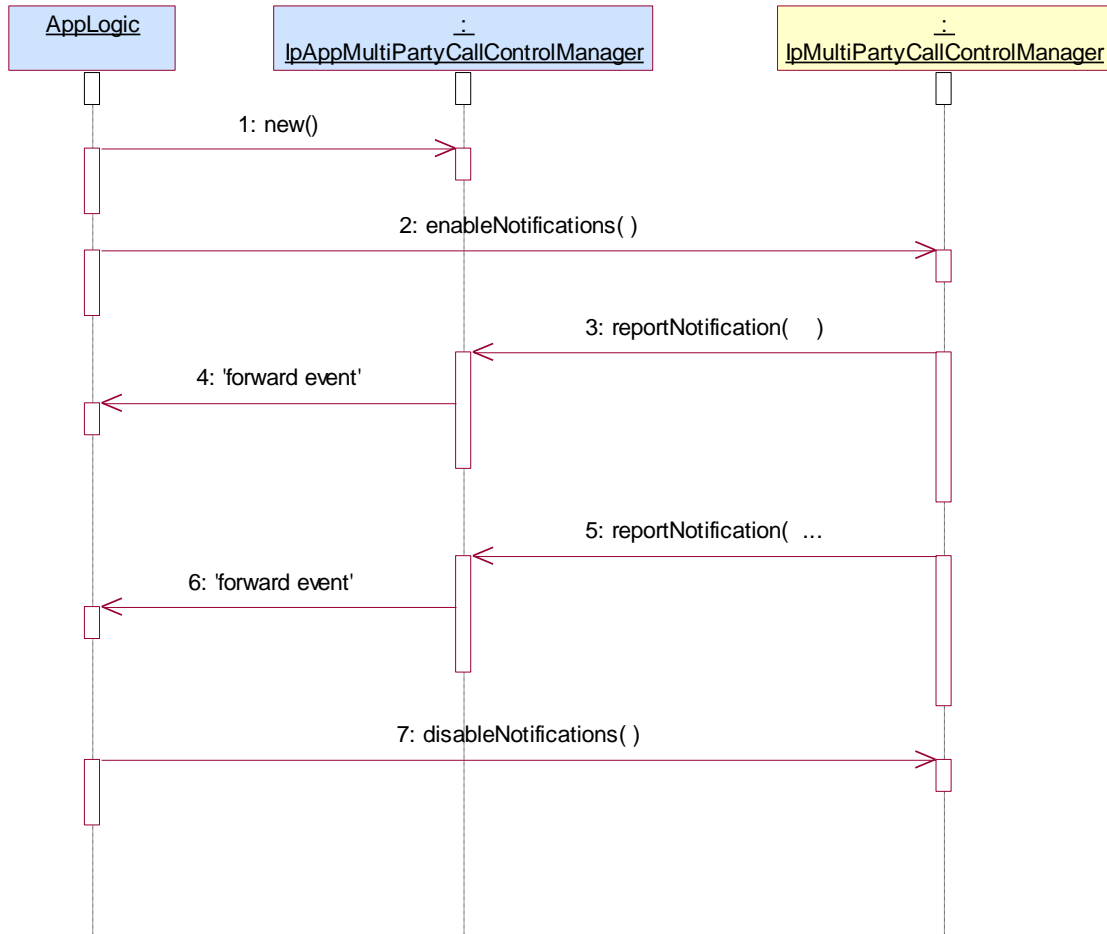 AppLogic
:
IpAppMultiPartyCallControlManager
:
IpMultiPartyCallControlManager
1: new()
2: enableNotifications( )
3: reportNotification(    )
4: 'forward event'
5: reportNotification(  ...
6: 'forward event'
7: disableNotifications( )